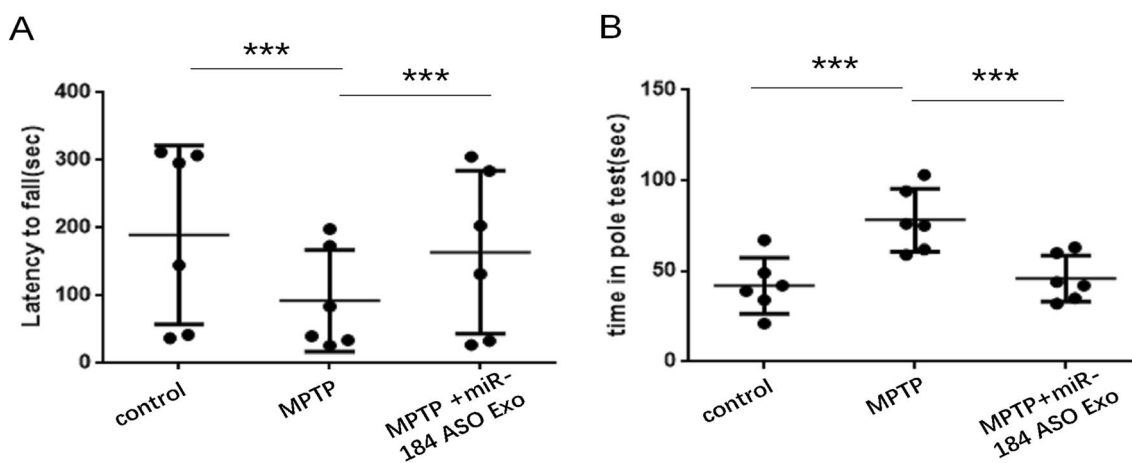 A
***
***
400
300
200
100
0
Latency to fall(sec)
control
MPTP
MPTP +miR-
184 ASO Exo
B
***
***
150
100
50
0
time in pole test(sec)
control
MPTP
MPTP+miR-
184 ASO Exo